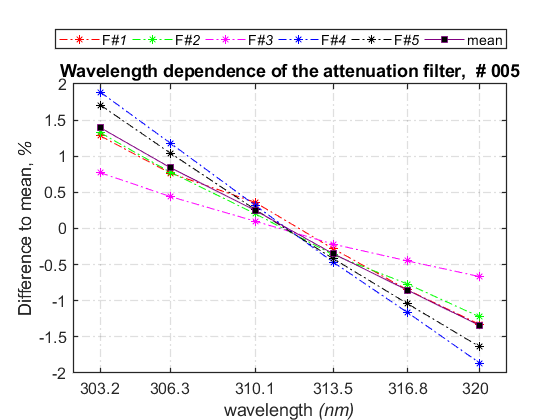 F#1 F#2 F#3 F#4 F#5 mean
Wavelength dependence of the attenuation filter, # 005
2
1.5
1
0.5
0
-0.5
-1
-1.5
-2
Difference to mean, %
303.2 306.3 310.1 313.5 316.8 320
wavelength (nm)